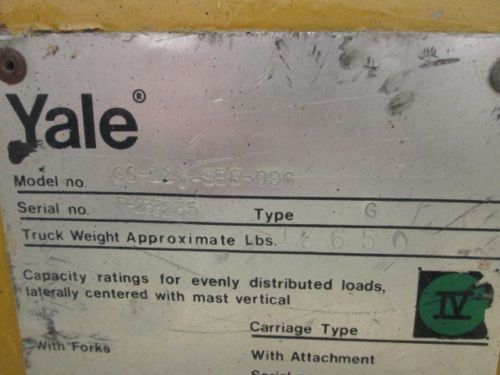 Yale®
Model no.
Serial no. Type G
Truck Weight Approximate Lbs.
Capacity ratings for evenly distributed loads,
laterally centered with mast vertical
IV
Carriage Type
With Forks With Attachment